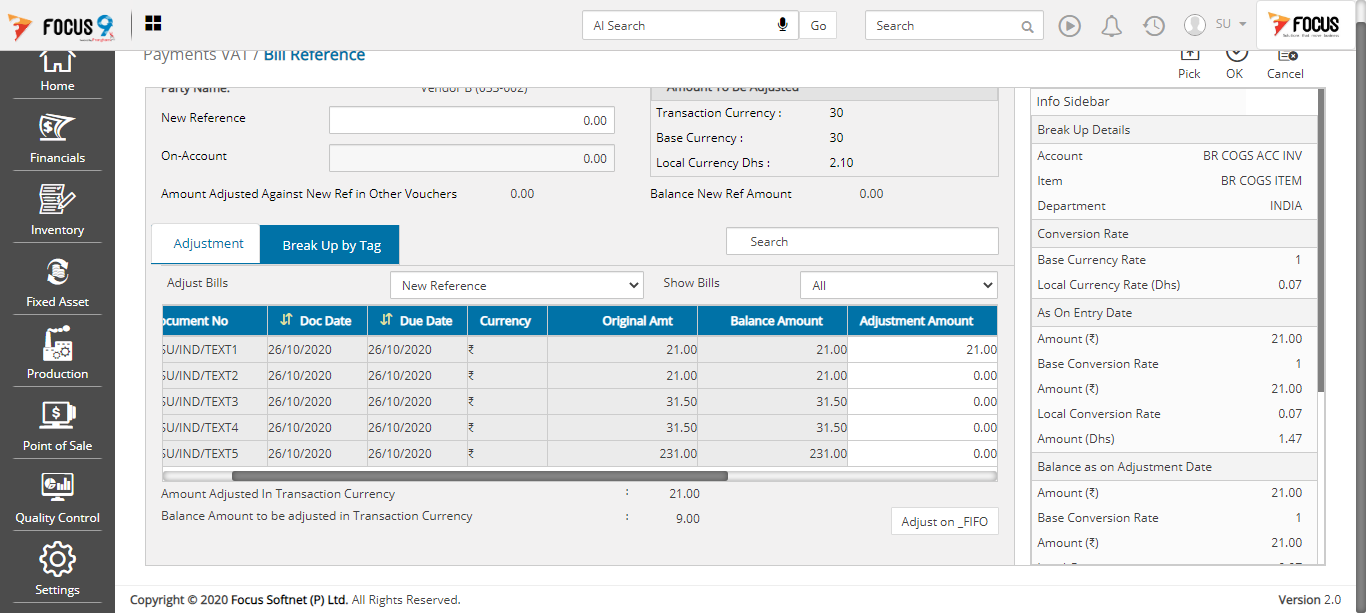 FOCUS 9
AI Search
Go
Search
SU
FOCUS
Payments VAT / Bill Reference
Pick
OK
Cancel
Home
Financials
Inventory
Fixed Asset
Production
Point of Sale
Quality Control
Settings
Party Name: Vendor B (033-002)
New Reference 0.00
On-Account 0.00
Amount Adjusted Against New Ref in Other Vouchers 0.00
Amount To Be Adjusted
Transaction Currency : 30
Base Currency : 30
Local Currency Dhs : 2.10
Balance New Ref Amount 0.00
Adjustment
Break Up by Tag
Search
Adjust Bills New Reference Show Bills All
ocument No Doc Date Due Date Currency Original Amt Balance Amount Adjustment Amount
SU/IND/TEXT1 26/10/2020 26/10/2020 ₹ 21.00 21.00 21.00
SU/IND/TEXT2 26/10/2020 26/10/2020 ₹ 21.00 21.00 0.00
SU/IND/TEXT3 26/10/2020 26/10/2020 ₹ 31.50 31.50 0.00
SU/IND/TEXT4 26/10/2020 26/10/2020 ₹ 31.50 31.50 0.00
SU/IND/TEXT5 26/10/2020 26/10/2020 ₹ 231.00 231.00 0.00
Amount Adjusted In Transaction Currency : 21.00
Balance Amount to be adjusted in Transaction Currency : 9.00
Adjust on _FIFO
Info Sidebar
Break Up Details
Account BR COGS ACC INV
Item BR COGS ITEM
Department INDIA
Conversion Rate
Base Currency Rate 1
Local Currency Rate (Dhs) 0.07
As On Entry Date
Amount (₹) 21.00
Base Conversion Rate 1
Amount (₹) 21.00
Local Conversion Rate 0.07
Amount (Dhs) 1.47
Balance as on Adjustment Date
Amount (₹) 21.00
Base Conversion Rate 1
Amount (₹) 21.00
Copyright © 2020 Focus Softnet (P) Ltd. All Rights Reserved.
Version 2.0